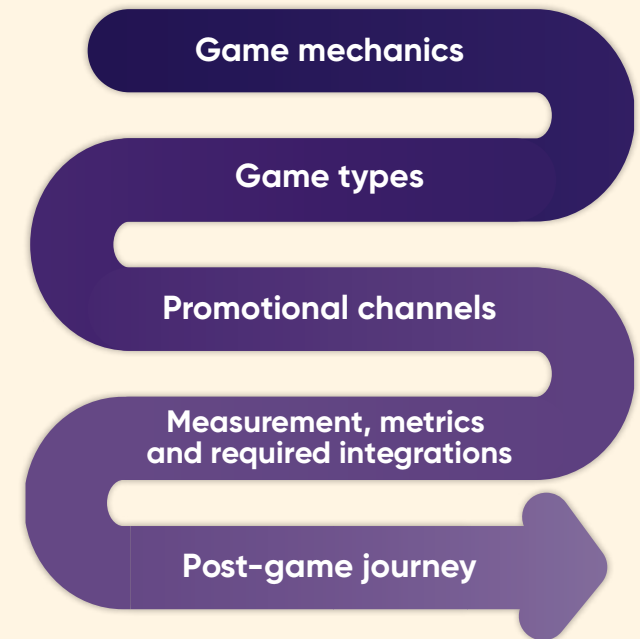 Game mechanics
Game types
Promotional channels
Measurement, metrics
and required integrations
Post-game journey